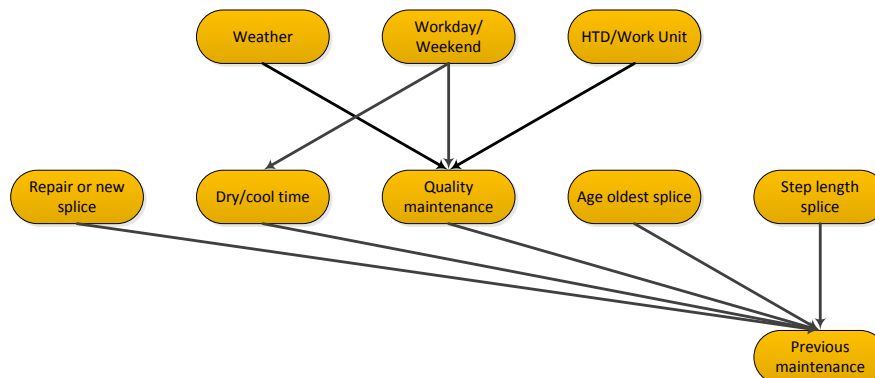 Weather
Workday/
Weekend
HTD/Work Unit
Repair or new
splice
Dry/cool time
Quality
maintenance
Age oldest splice
Step length
splice
Previous
maintenance